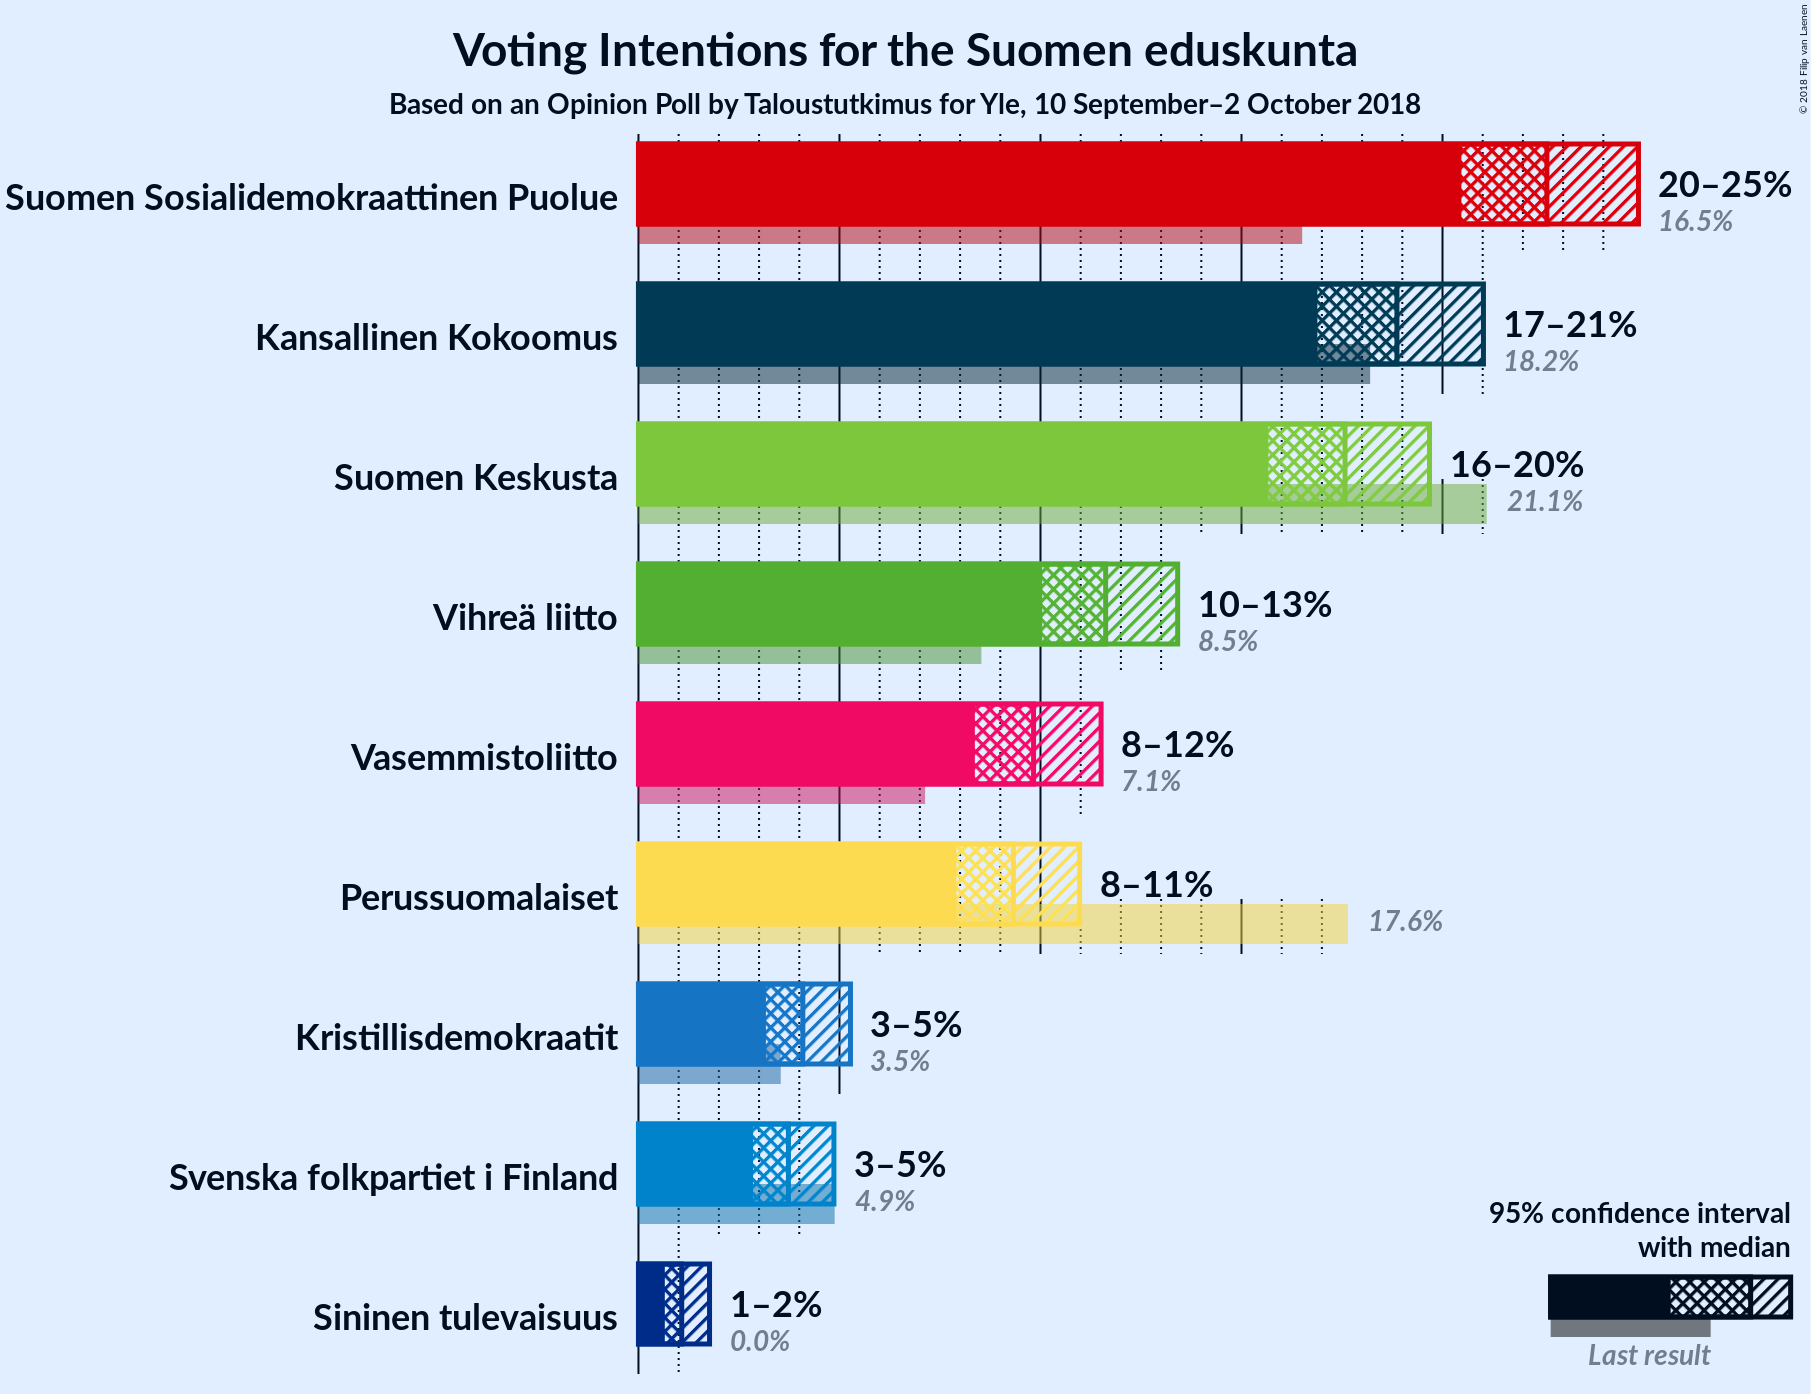 Voting Intentions for the Suomen eduskunta
Based on an Opinion Poll by Taloustutkimus for Yle, 10 September–2 October 2018
© 2018 Filip van Laenen
Suomen Sosialidemokraattinen Puolue
20–25%
16.5%
Kansallinen Kokoomus
17–21%
18.2%
Suomen Keskusta
16–20%
21.1%
Vihreä liitto
10–13%
8.5%
Vasemmistoliitto
8–12%
7.1%
Perussuomalaiset
8–11%
17.6%
Kristillisdemokraatit
3–5%
3.5%
Svenska folkpartiet i Finland
3–5%
4.9%
Sininen tulevaisuus
1–2%
0.0%
95% confidence interval
with median
Last result